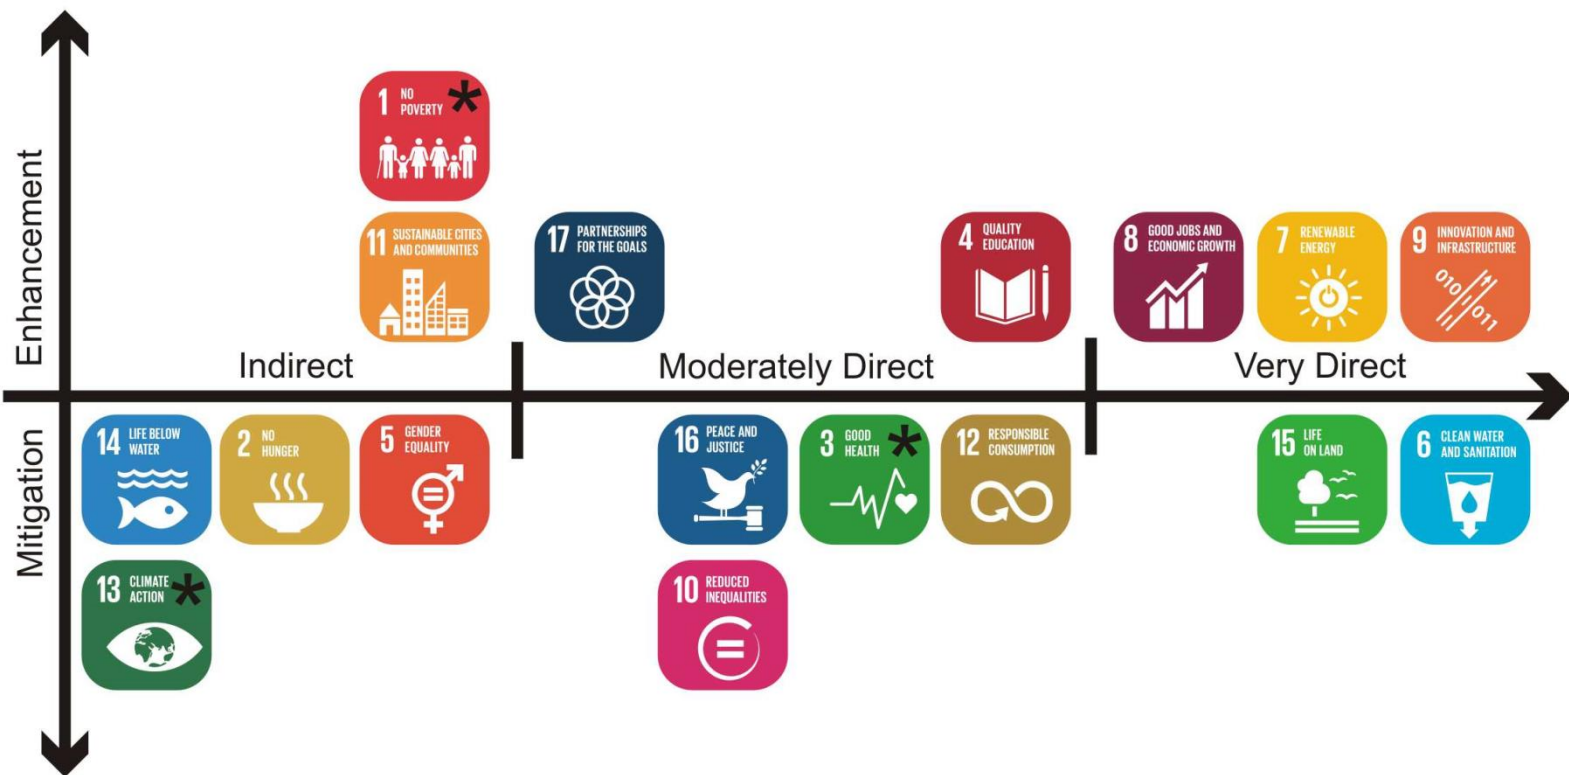 Enhancement
Mitigation
1 NO
POVERTY *
11 SUSTAINABLE CITIES
AND COMMUNITIES
17 PARTNERSHIPS
FOR THE GOALS
4 QUALITY
EDUCATION
8 GOOD JOBS AND
ECONOMIC GROWTH
7 RENEWABLE
ENERGY
9 INNOVATION AND
INFRASTRUCTURE
010
011
Indirect
Moderately Direct
Very Direct
14 LIFE BELOW
WATER
2 NO
HUNGER
5 GENDER
EQUALITY
16 PEACE AND
JUSTICE
3 GOOD
HEALTH *
12 RESPONSIBLE
CONSUMPTION
15 LIFE
ON LAND
6 CLEAN WATER
AND SANITATION
13 CLIMATE
ACTION *
10 REDUCED
INEQUALITIES